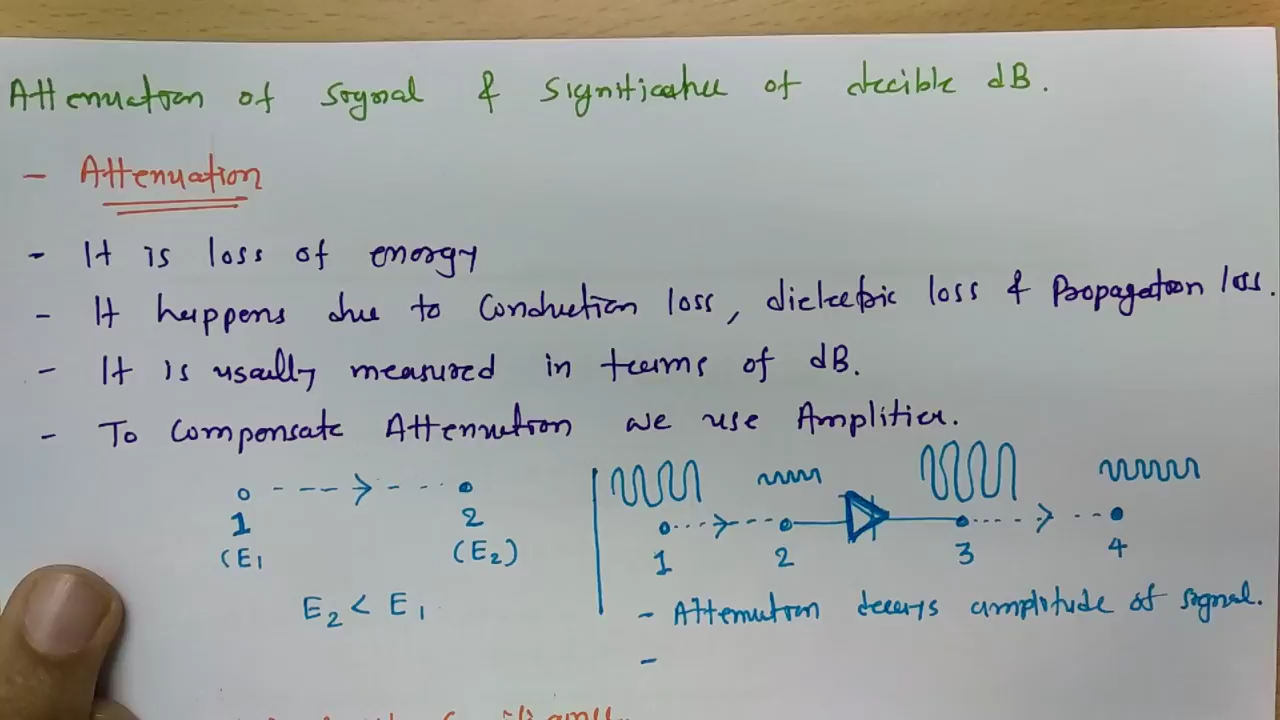 Attenuation of signal & Significance of decible dB.
- Attenuation
- It is loss of energy
- It happens due to Conduction loss, dielectric loss & Propagation loss.
- It is usually measured in terms of dB.
- To Compensate Attenuation we use Amplifier.
1 2
(E1 (E2)
E2 < E1
1 2 3 4
- Attenuation decays amplitude of signal.
-